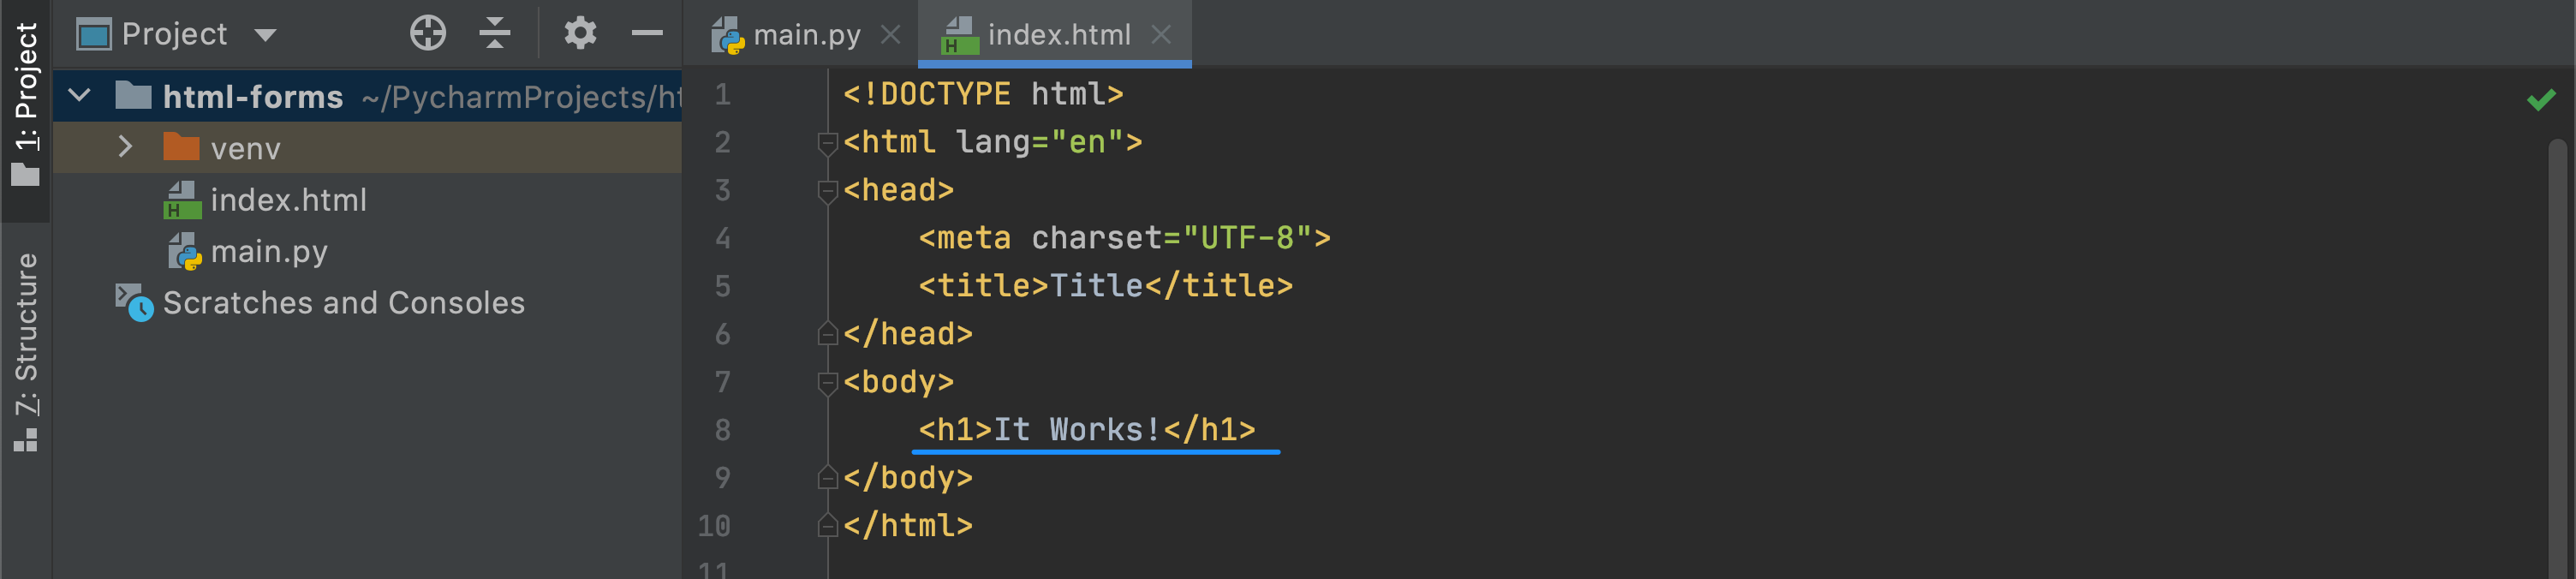 1: Project
Z: Structure
Project
html-forms ~/PycharmProjects/ht
venv
index.html
main.py
Scratches and Consoles
main.py index.html
1 <!DOCTYPE html>
2 <html lang="en">
3 <head>
4 <meta charset="UTF-8">
5 <title>Title</title>
6 </head>
7 <body>
8 <h1>It Works!</h1>
9 </body>
10 </html>
11